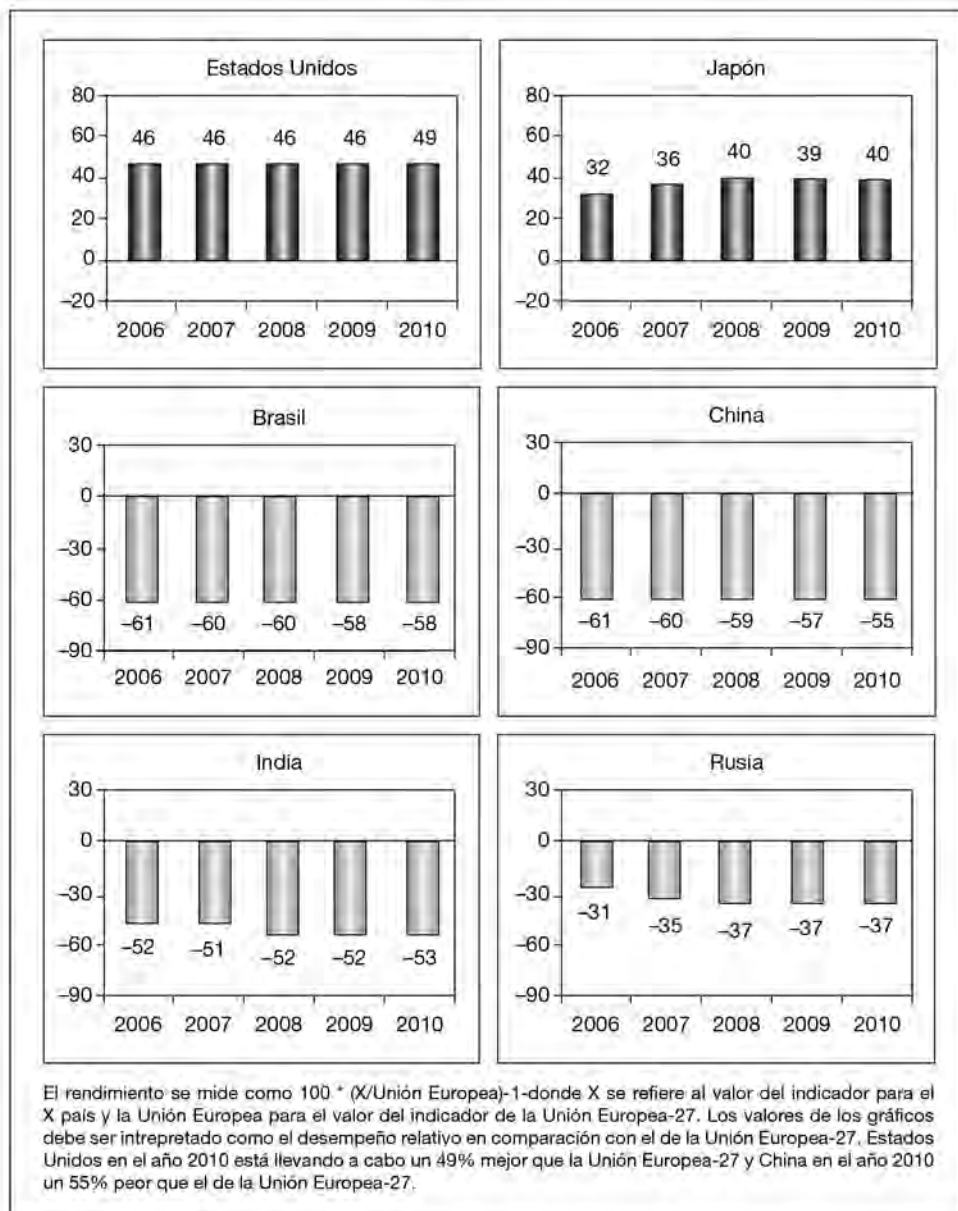 Estados Unidos
80
60
40
20
0
–20
46 46 46 46 49
2006 2007 2008 2009 2010
Japón
80
60
40
20
0
–20
32 36 40 39 40
2006 2007 2008 2009 2010
Brasil
30
0
–30
–60
–90
–61 –60 –60 –58 –58
2006 2007 2008 2009 2010
China
30
0
–30
–60
–90
–61 –60 –59 –57 –55
2006 2007 2008 2009 2010
India
30
0
–30
–60
–90
–52 –51 –52 –52 –53
2006 2007 2008 2009 2010
Rusia
30
0
–30
–60
–90
–31 –35 –37 –37 –37
2006 2007 2008 2009 2010
El rendimiento se mide como 100 * (X/Unión Europea)-1-donde X se refiere al valor del indicador para el
X país y la Unión Europea para el valor del indicador de la Unión Europea-27. Los valores de los gráficos
debe ser intrepretado como el desempeño relativo en comparación con el de la Unión Europea-27. Estados
Unidos en el año 2010 está llevando a cabo un 49% mejor que la Unión Europea-27 y China en el año 2010
un 55% peor que el de la Unión Europea-27.